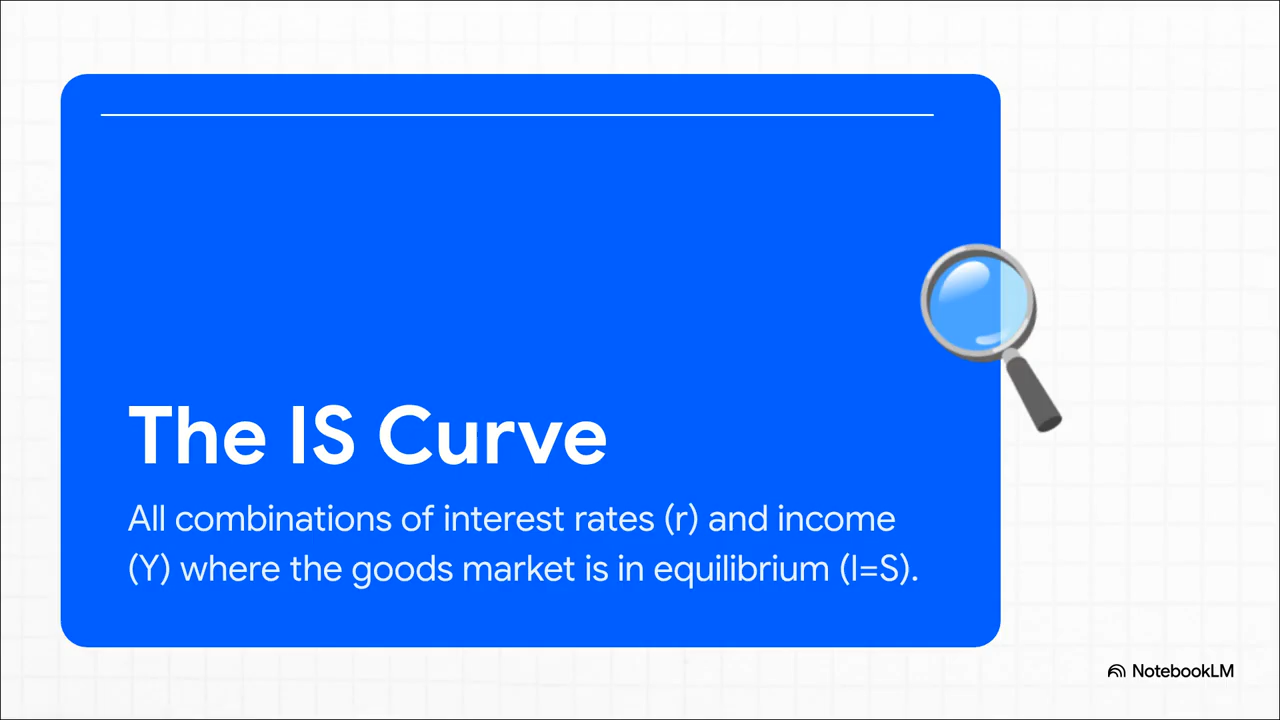 The IS Curve
All combinations of interest rates (r) and income
(Y) where the goods market is in equilibrium (I=S).
NotebookLM